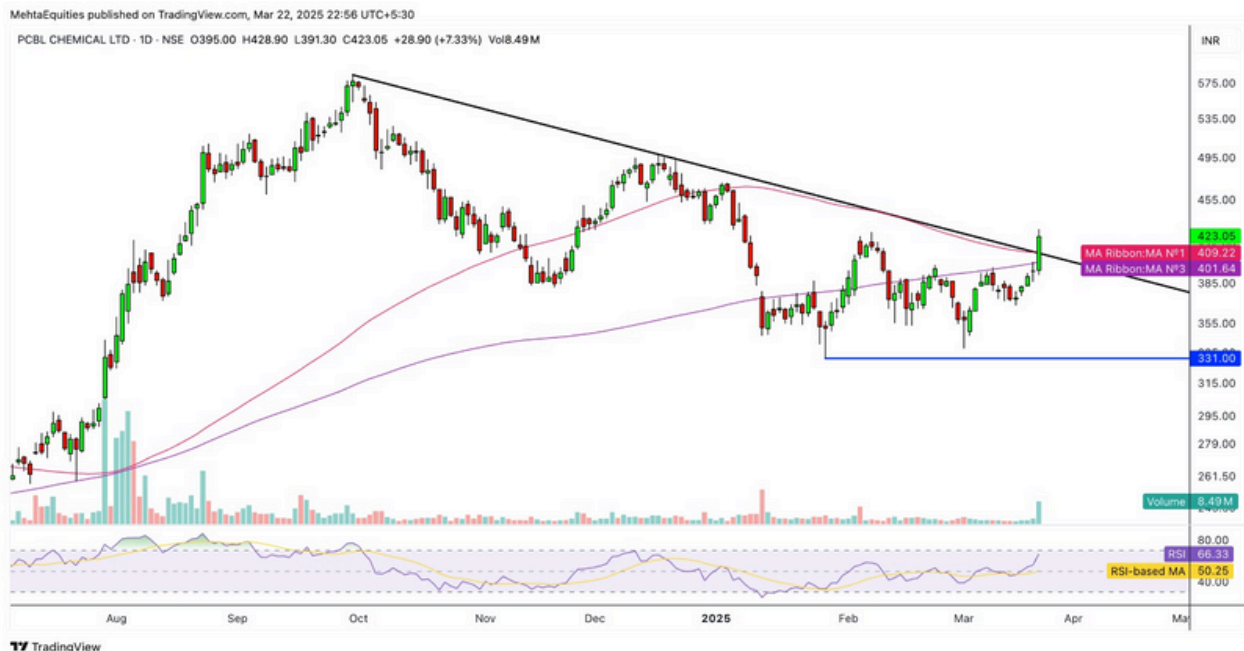 MehtaEquities published on TradingView.com, Mar 22, 2025 22:56 UTC+5:30
PCBL CHEMICAL LTD · 1D · NSE O395.00 H428.90 L391.30 C423.05 +28.90 (+7.33%) Vol8.49 M
INR
575.00
535.00
495.00
455.00
423.05
MA Ribbon:MA №1 409.22
MA Ribbon:MA №3 401.64
385.00
355.00
331.00
315.00
295.00
279.00
261.50
Volume 8.49 M
80.00
RSI 66.33
RSI-based MA 50.25
40.00
Aug Sep Oct Nov Dec 2025 Feb Mar Apr Ma
TradingView